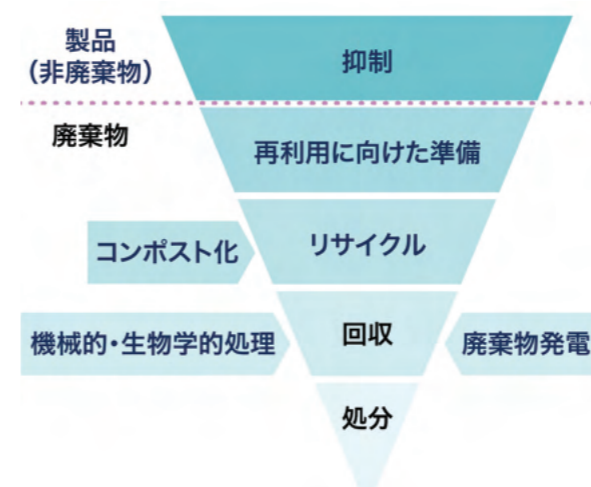 製品
（非廃棄物）
抑制
廃棄物
再利用に向けた準備
コンポスト化
リサイクル
機械的・生物学的処理
回収
廃棄物発電
処分